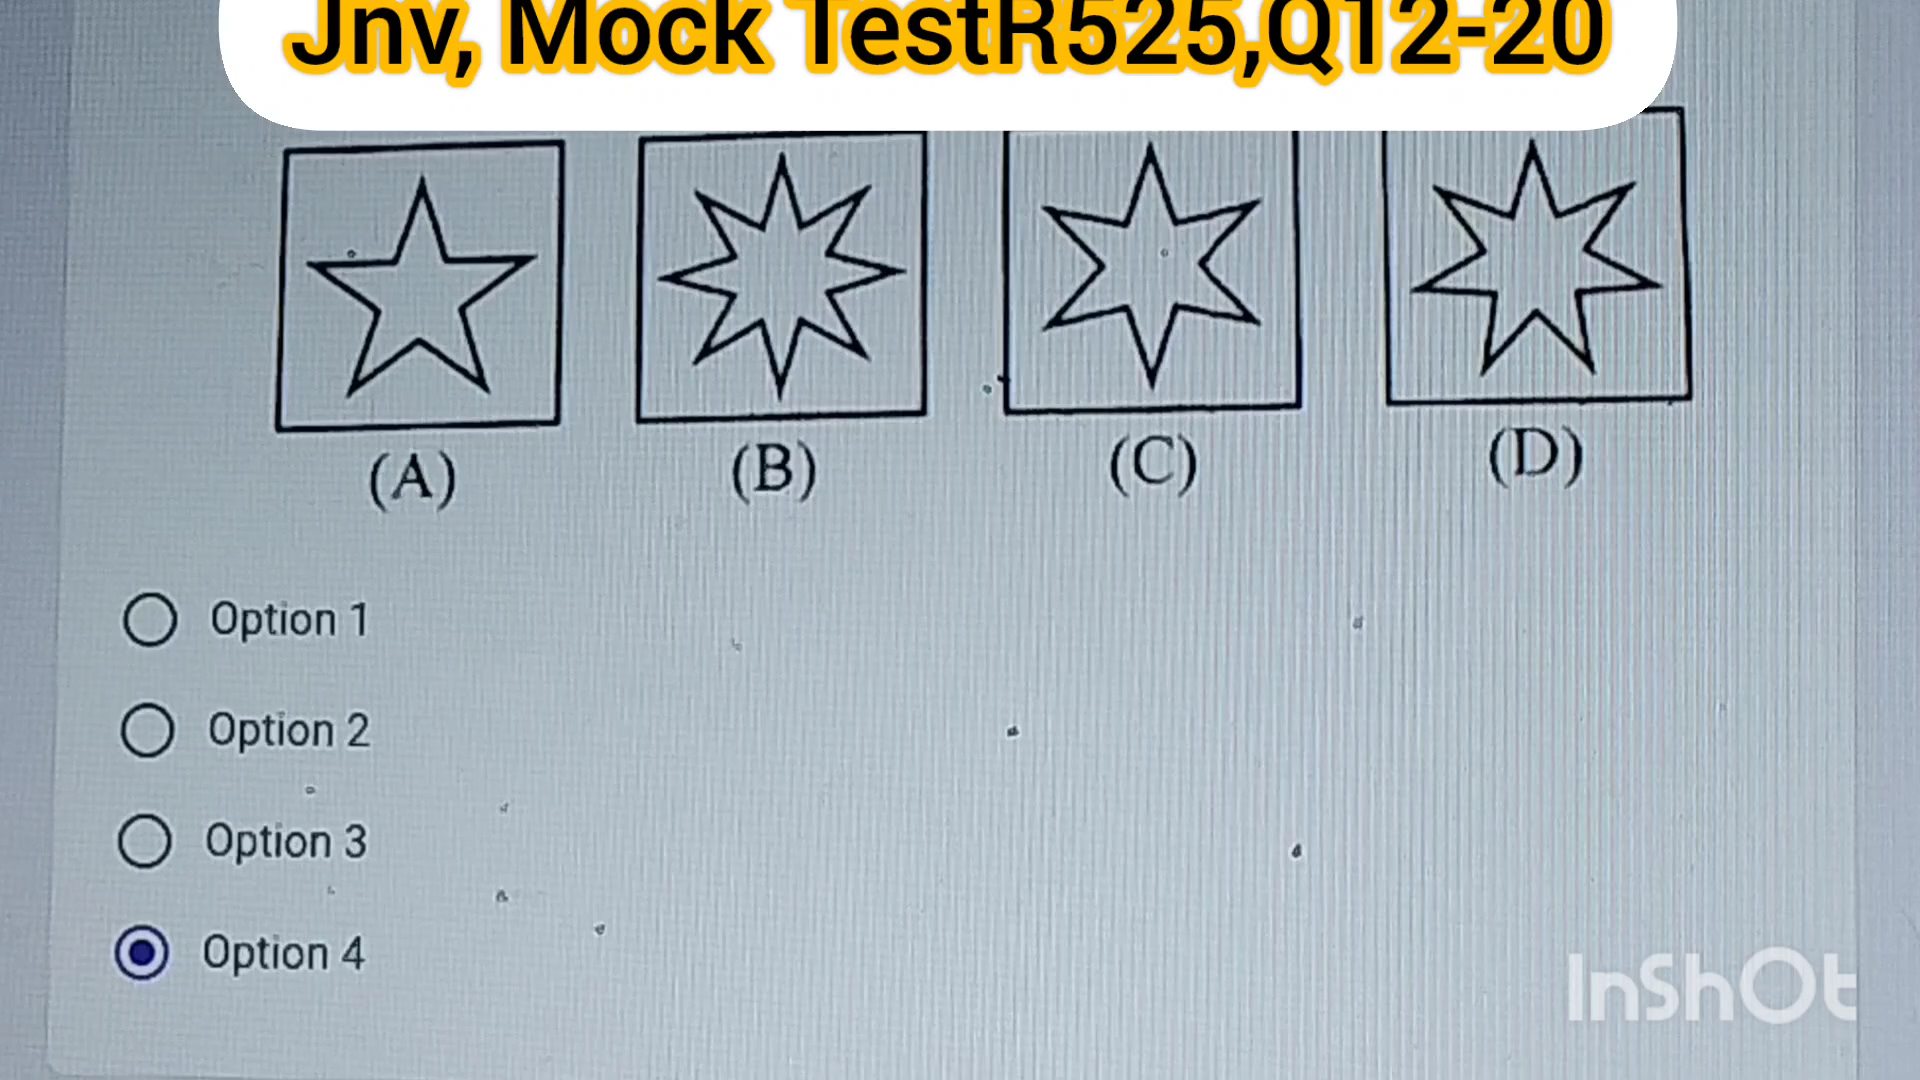 Jnv, Mock TestR525,Q12-20
(A) (B) (C) (D)
Option 1
Option 2
Option 3
Option 4
InShOt